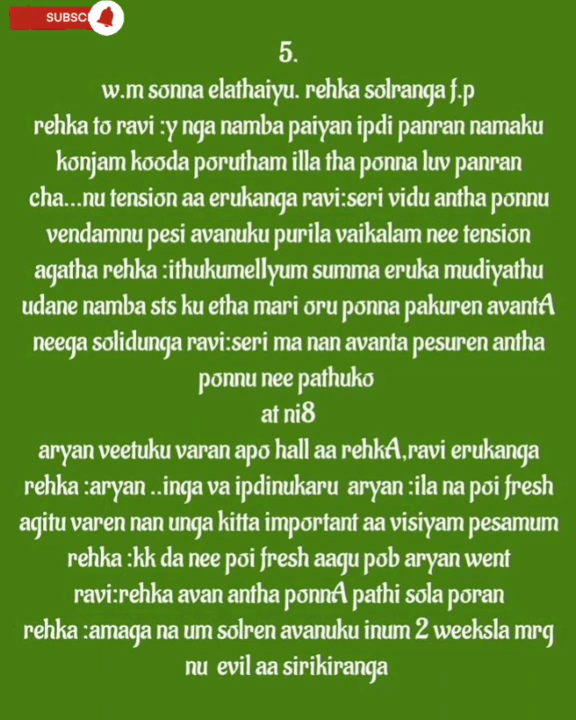 SUBSC
5.
w.m sonna elathaiyu. rehka solranga f.p
rehka to ravi :y nga namba paiyan ipdi panran namaku
konjam kooda porutham illa tha ponna luv panran
cha...nu tension aa erukanga ravi:seri vidu antha ponnu
vendamnu pesi avanuku purila vaikalam nee tension
agatha rehka :ithukumellyum summa eruka mudiyathu
udane namba sts ku etha mari oru ponna pakuren avantA
neega solidunga ravi:seri ma nan avanta pesuren antha
ponnu nee pathuko
at ni8
aryan veetuku varan apo hall aa rehkA,ravi erukanga
rehka :aryan ..inga va ipdinukaru aryan :ila na poi fresh
agitu varen nan unga kitta important aa visiyam pesamum
rehka :kk da nee poi fresh aagu pob aryan went
ravi:rehka avan antha ponnA pathi sola poran
rehka :amaga na um solren avanuku inum 2 weeksla mrg
nu evil aa sirikiranga